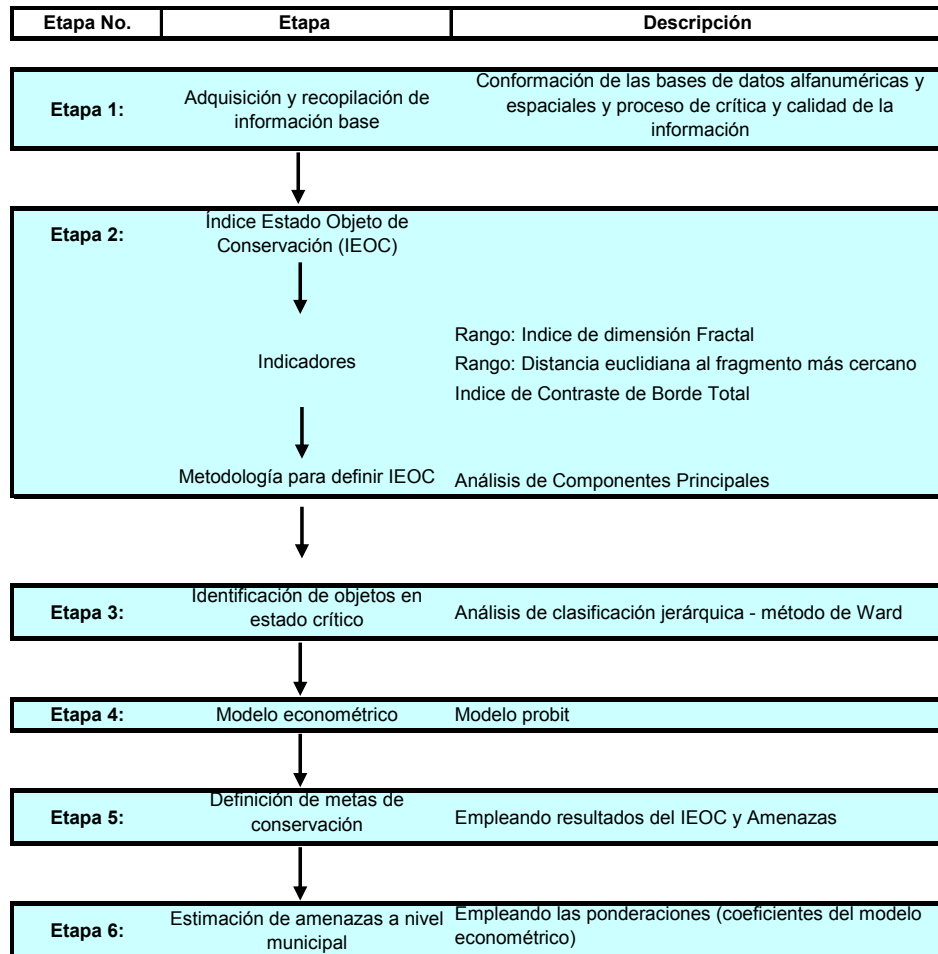 Etapa No. Etapa Descripción
Etapa 1:
Adquisición y recopilación de
información base
Conformación de las bases de datos alfanuméricas y
espaciales y proceso de crítica y calidad de la
información
Etapa 2:
Índice Estado Objeto de
Conservación (IEOC)
Indicadores
Rango: Indice de dimensión Fractal
Rango: Distancia euclidiana al fragmento más cercano
Indice de Contraste de Borde Total
Metodología para definir IEOC
Análisis de Componentes Principales
Etapa 3:
Identificación de objetos en
estado crítico
Análisis de clasificación jerárquica - método de Ward
Etapa 4:
Modelo econométrico
Modelo probit
Etapa 5:
Definición de metas de
conservación
Empleando resultados del IEOC y Amenazas
Etapa 6:
Estimación de amenazas a nivel
municipal
Empleando las ponderaciones (coeficientes del modelo
econométrico)